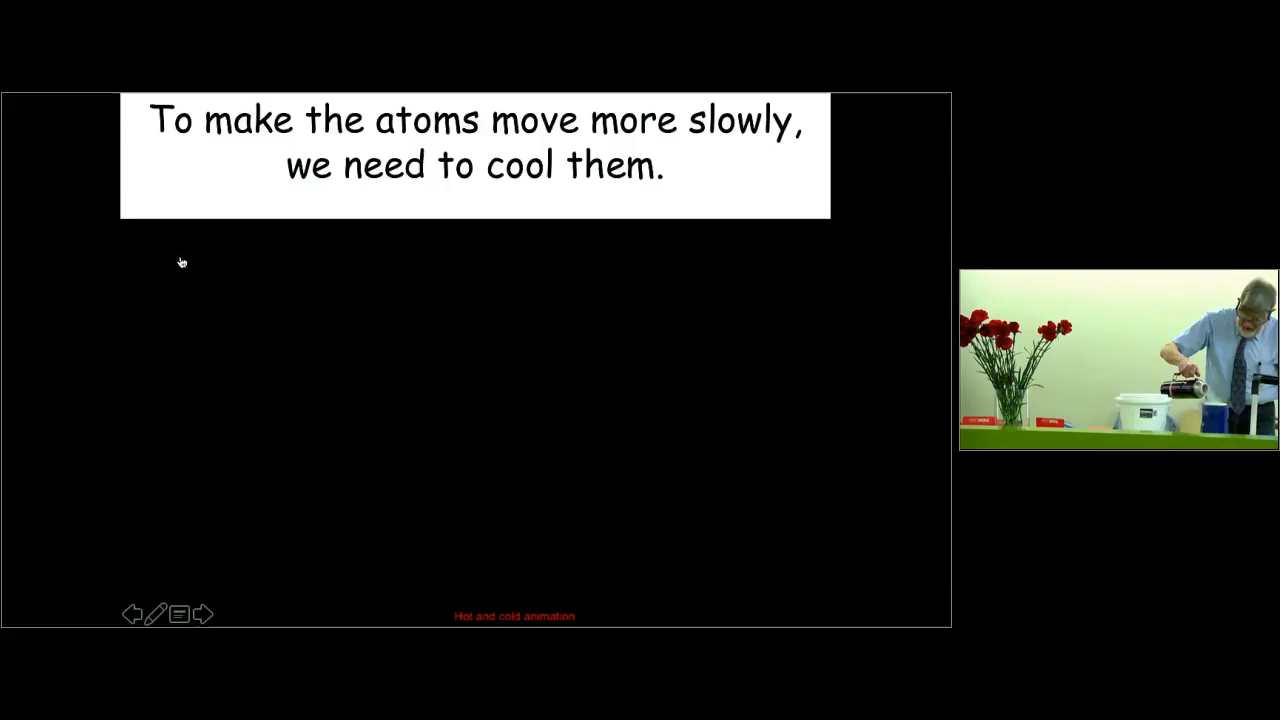 To make the atoms move more slowly,
we need to cool them.
Hot and cold animation